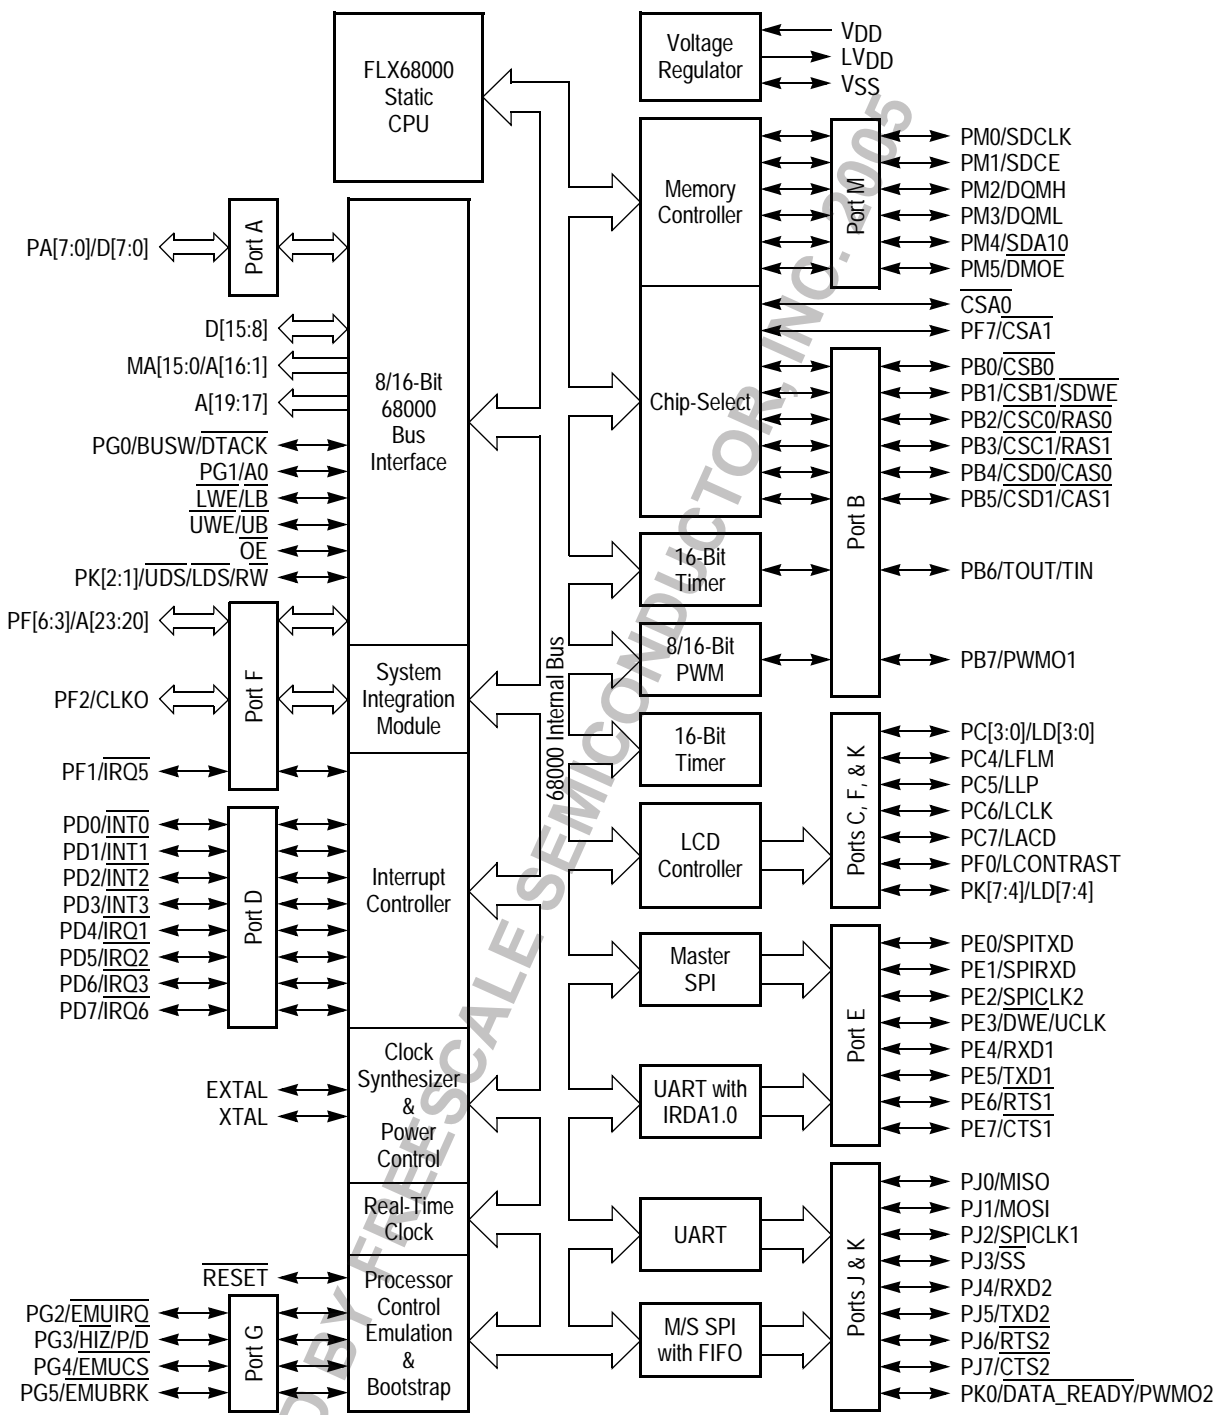 FLX68000
Static
CPU
Voltage
Regulator
VDD
LVDD
VSS
Memory
Controller
Port M
PM0/SDCLK
PM1/SDCE
PM2/DQMH
PM3/DQML
PM4/SDA10
PM5/DMOE
PA[7:0]/D[7:0]
Port A
D[15:8]
MA[15:0/A[16:1]
A[19:17]
PG0/BUSW/DTACK
PG1/A0
LWE/LB
UWE/UB
OE
PK[2:1]/UDS/LDS/RW
PF[6:3]/A[23:20]
8/16-Bit
68000
Bus
Interface
Chip-Select
CSA0
PF7/CSA1
PB0/CSB0
PB1/CSB1/SDWE
PB2/CSC0/RAS0
PB3/CSC1/RAS1
PB4/CSD0/CAS0
PB5/CSD1/CAS1
Port B
16-Bit
Timer
PB6/TOUT/TIN
8/16-Bit
PWM
PB7/PWMO1
Port F
PF2/CLKO
PF1/IRQ5
System
Integration
Module
68000 Internal Bus
16-Bit
Timer
LCD
Controller
Ports C, F, & K
PC[3:0]/LD[3:0]
PC4/LFLM
PC5/LLP
PC6/LCLK
PC7/LACD
PF0/LCONTRAST
PK[7:4]/LD[7:4]
PD0/INT0
PD1/INT1
PD2/INT2
PD3/INT3
PD4/IRQ1
PD5/IRQ2
PD6/IRQ3
PD7/IRQ6
Port D
Interrupt
Controller
Master
SPI
UART with
IRDA1.0
Port E
PE0/SPITXD
PE1/SPIRXD
PE2/SPICLK2
PE3/DWE/UCLK
PE4/RXD1
PE5/TXD1
PE6/RTS1
PE7/CTS1
EXTAL
XTAL
Clock
Synthesizer
&
Power
Control
Real-Time
Clock
UART
M/S SPI
with FIFO
Ports J & K
PJ0/MISO
PJ1/MOSI
PJ2/SPICLK1
PJ3/SS
PJ4/RXD2
PJ5/TXD2
PJ6/RTS2
PJ7/CTS2
PK0/DATA_READY/PWMO2
RESET
PG2/EMUIRQ
PG3/HIZ/P/D
PG4/EMUCS
PG5/EMUBRK
Port G
Processor
Control
Emulation
&
Bootstrap
BY FREESCALE SEMICONDUCTOR, INC. 2005